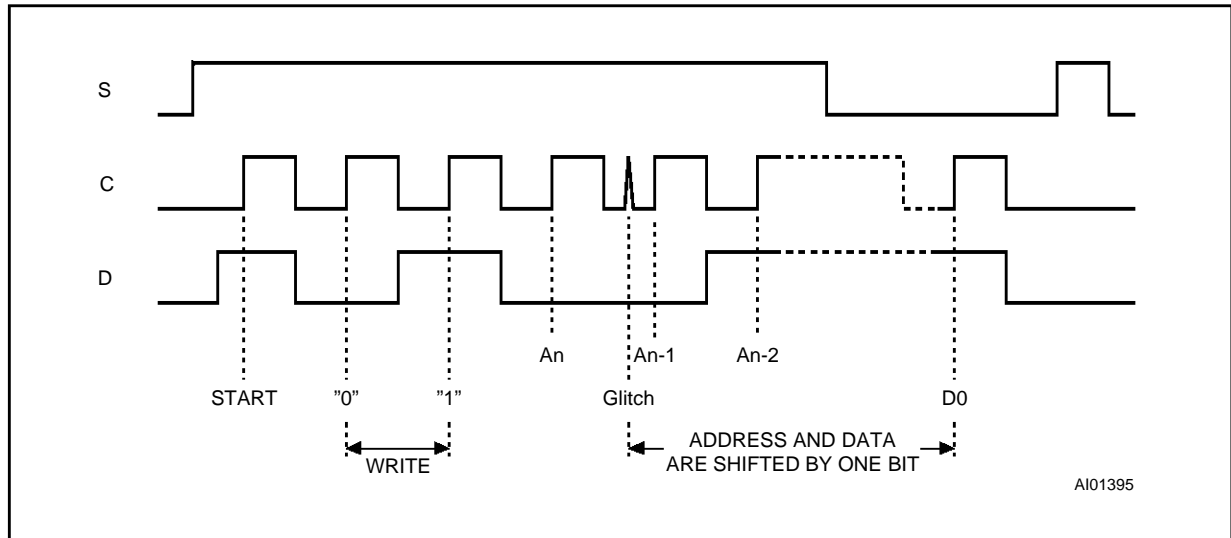 S
C
D
An An-1 An-2
START ”0” ”1” Glitch D0
WRITE
ADDRESS AND DATA
ARE SHIFTED BY ONE BIT
AI01395